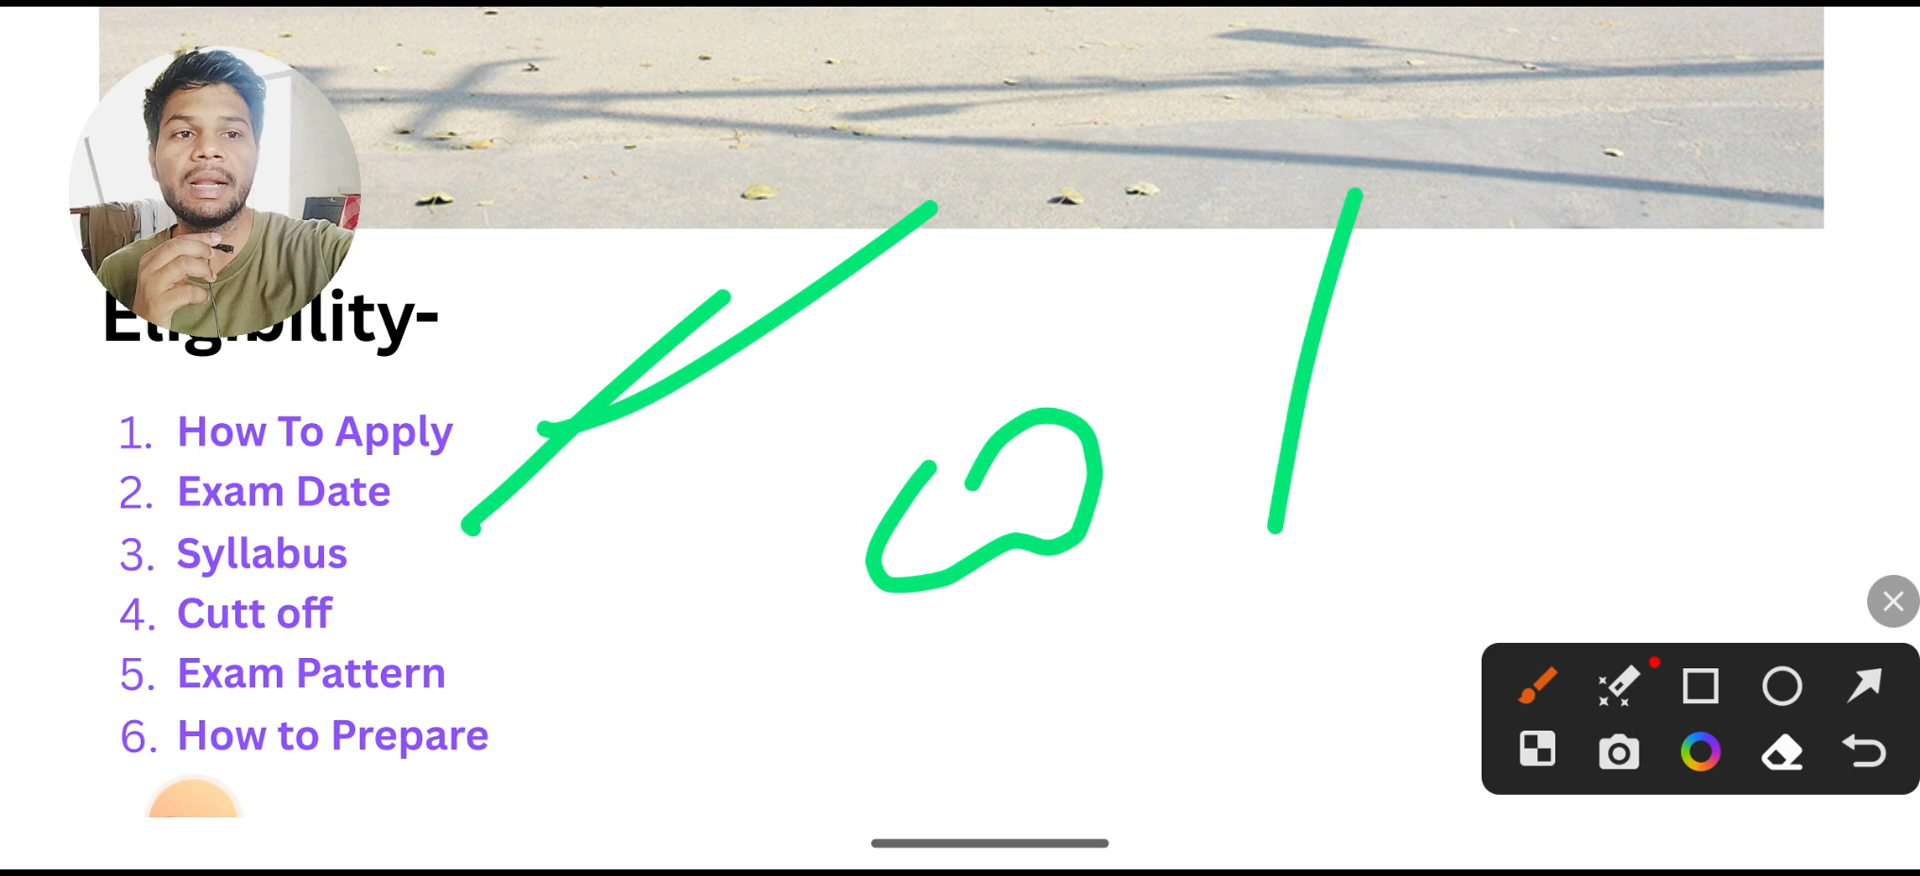 Eligibility-
1. How To Apply
2. Exam Date
3. Syllabus
4. Cutt off
5. Exam Pattern
6. How to Prepare